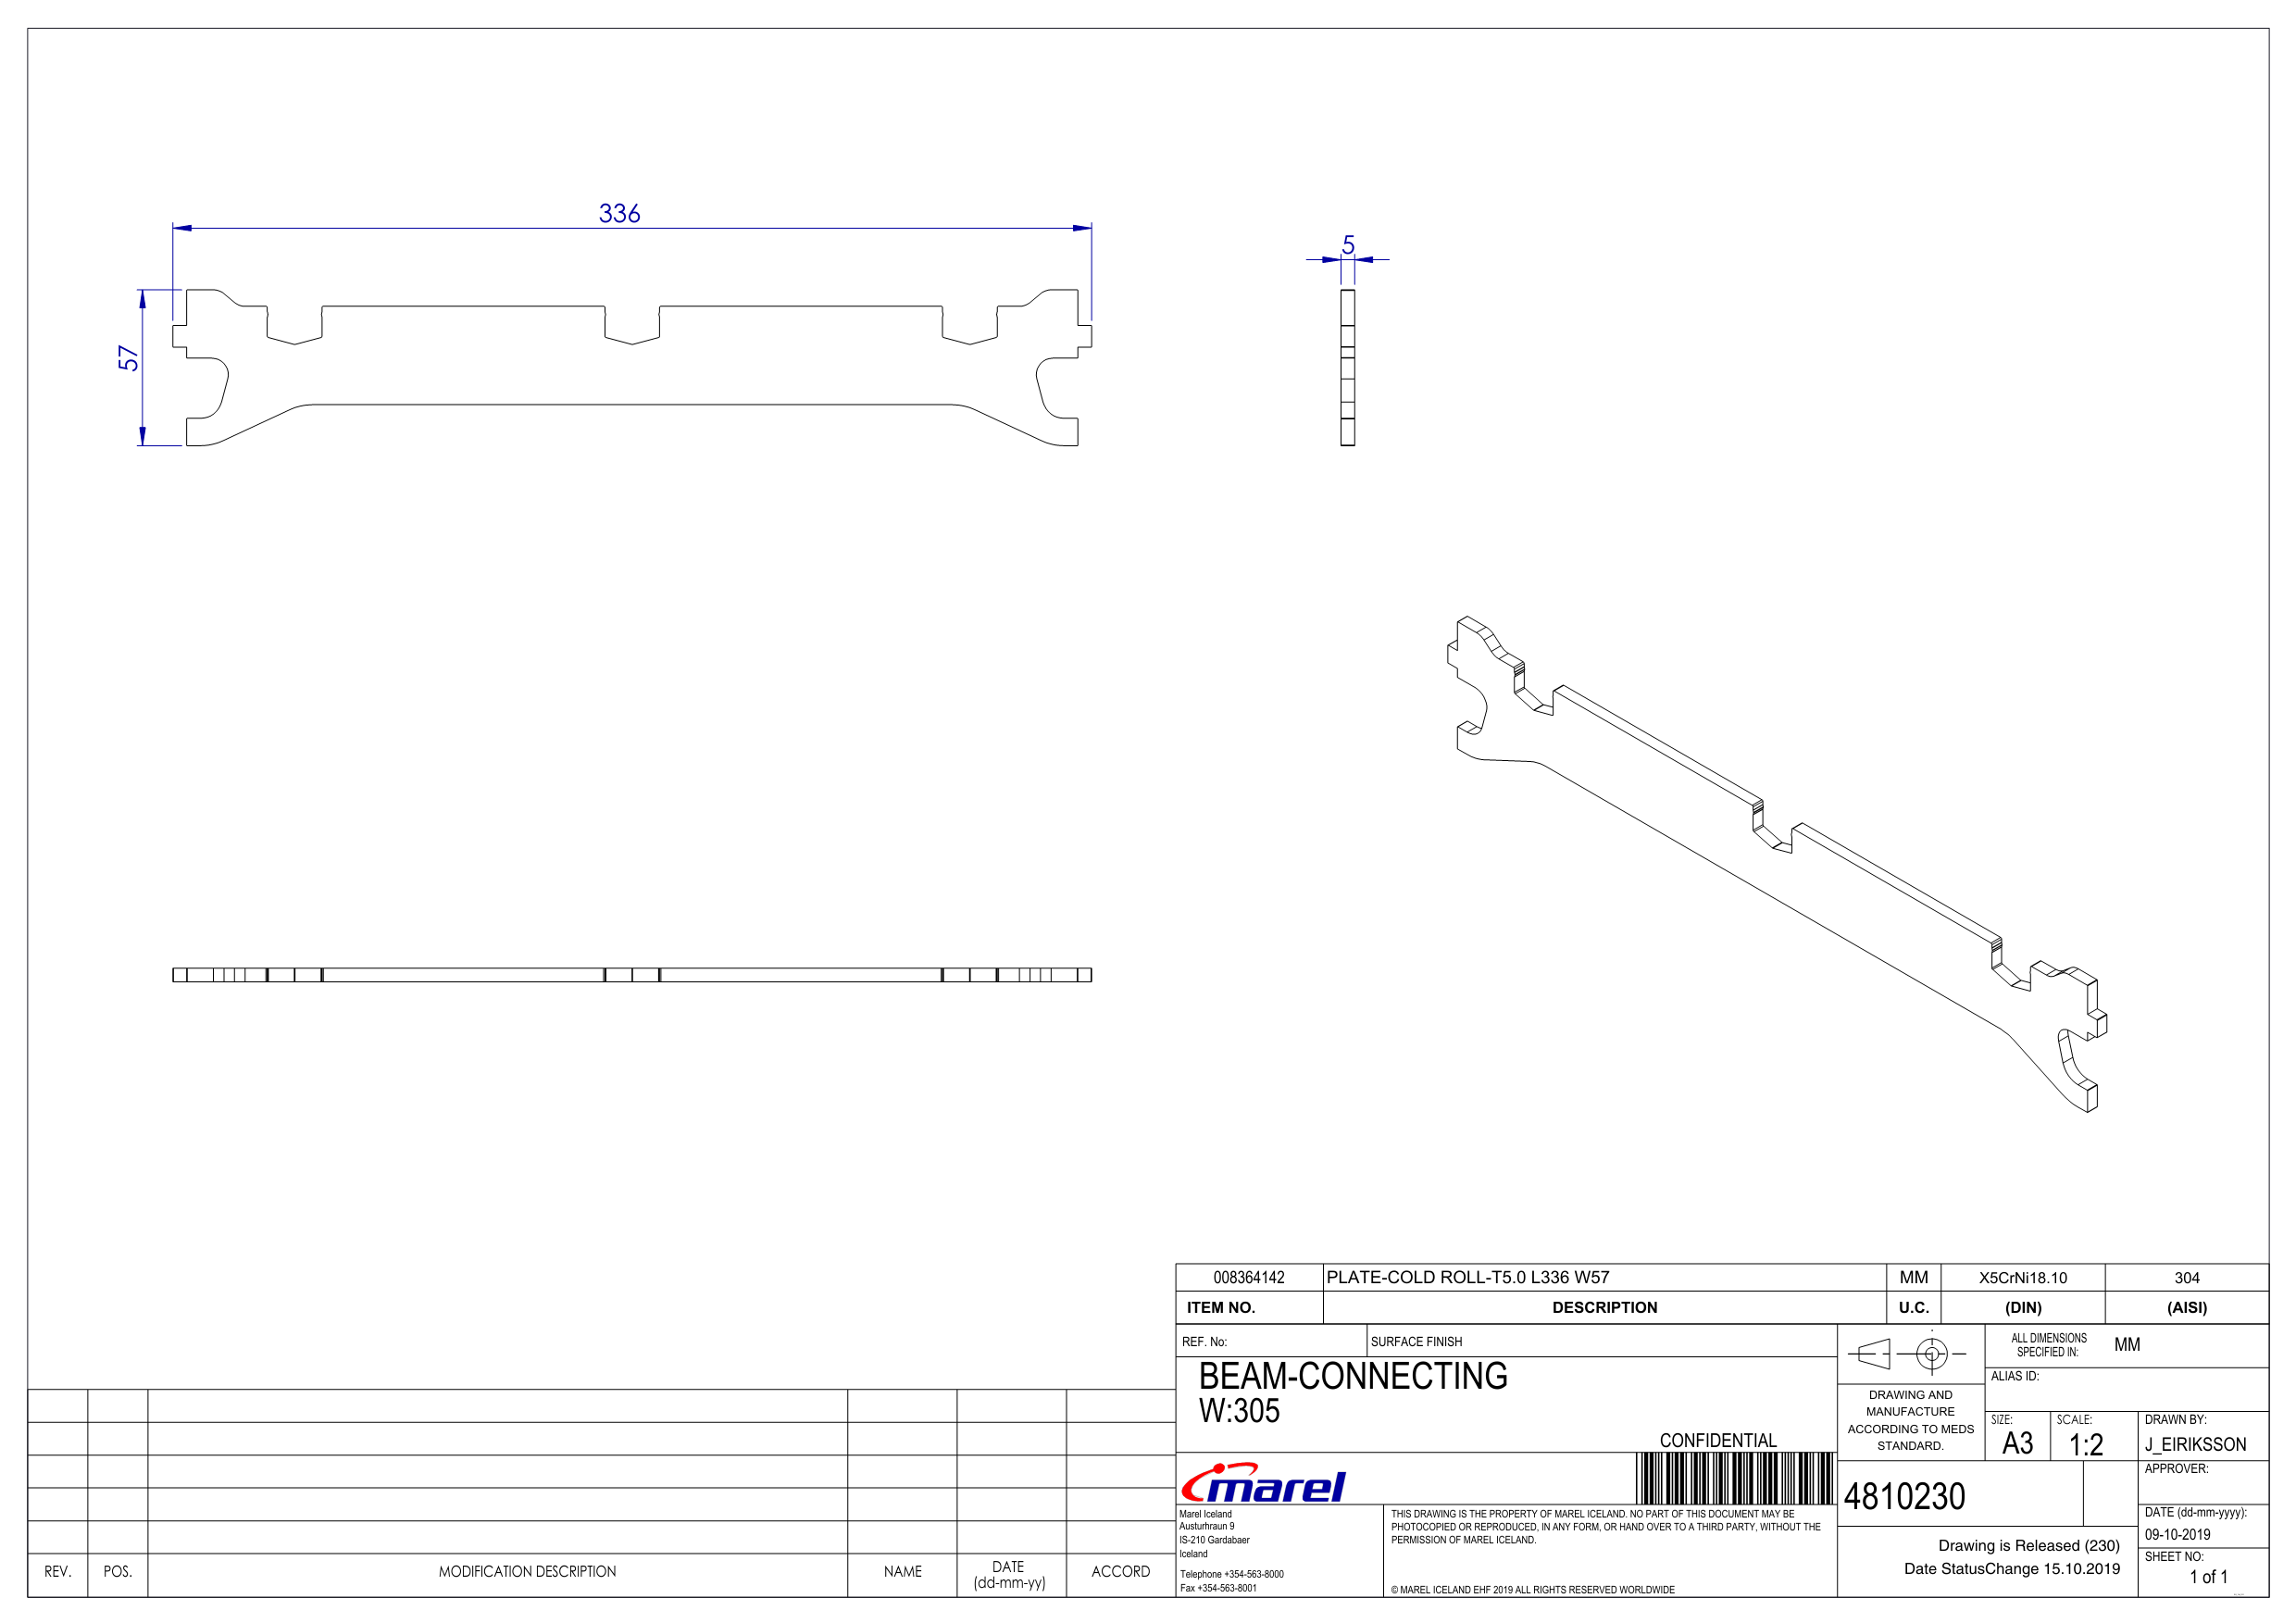 336
5
57
008364142 PLATE-COLD ROLL-T5.0 L336 W57 MM X5CrNi18.10 304
ITEM NO. DESCRIPTION U.C. (DIN) (AISI)
REF. No: SURFACE FINISH
BEAM-CONNECTING
W:305
CONFIDENTIAL
ALL DIMENSIONS
SPECIFIED IN: MM
ALIAS ID:
DRAWING AND
MANUFACTURE
ACCORDING TO MEDS
STANDARD.
SIZE: SCALE: DRAWN BY:
A3 1:2 J_EIRIKSSON
APPROVER:
4810230
DATE (dd-mm-yyyy):
09-10-2019
Drawing is Released (230)
Date StatusChange 15.10.2019
SHEET NO:
1 of 1
marel
Marel Iceland
Austurhraun 9
IS-210 Gardabaer
Iceland
Telephone +354-563-8000
Fax +354-563-8001
THIS DRAWING IS THE PROPERTY OF MAREL ICELAND. NO PART OF THIS DOCUMENT MAY BE
PHOTOCOPIED OR REPRODUCED, IN ANY FORM, OR HAND OVER TO A THIRD PARTY, WITHOUT THE
PERMISSION OF MAREL ICELAND.
© MAREL ICELAND EHF 2019 ALL RIGHTS RESERVED WORLDWIDE
REV. POS. MODIFICATION DESCRIPTION NAME DATE ACCORD
(dd-mm-yy)